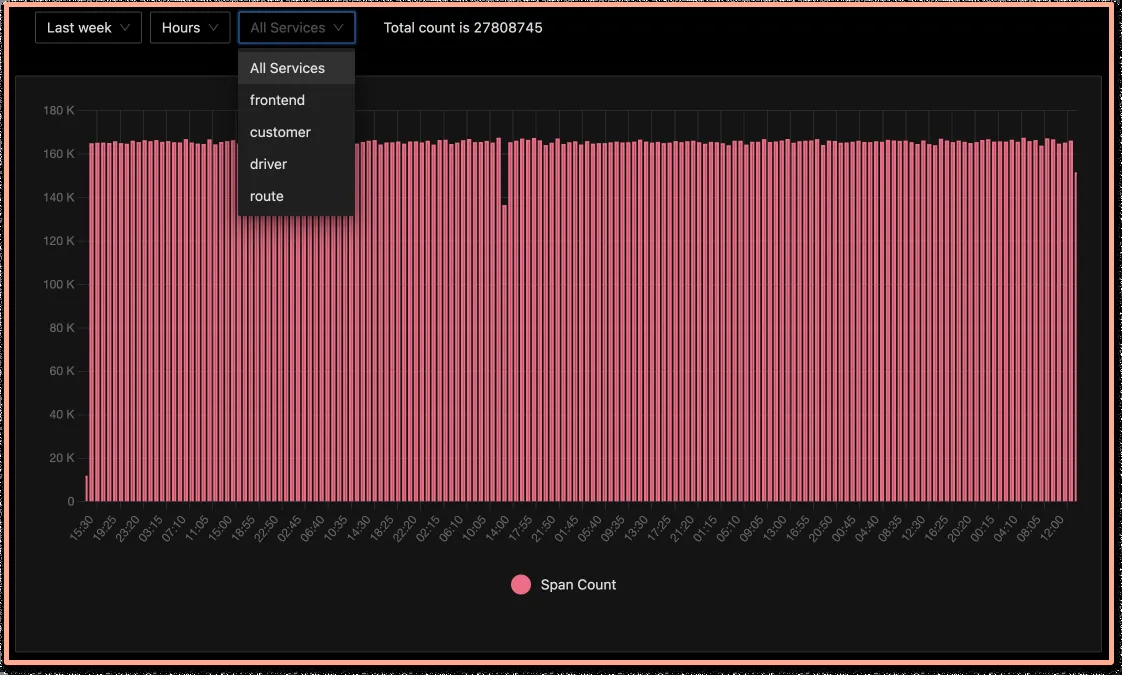 Last week Hours All Services Total count is 27808745
All Services
frontend
customer
driver
route
180 K
160 K
140 K
120 K
100 K
80 K
60 K
40 K
20 K
0
15:30 19:25 23:20 03:15 07:10 11:05 15:00 18:55 22:50 02:45 06:40 10:35 14:30 18:25 22:20 02:15 06:10 10:05 14:00 17:55 21:50 01:45 05:40 09:35 13:30 17:25 21:20 01:15 05:10 09:05 13:00 16:55 20:50 00:45 04:40 08:35 12:30 16:25 20:20 00:15 04:10 08:05 12:00
Span Count